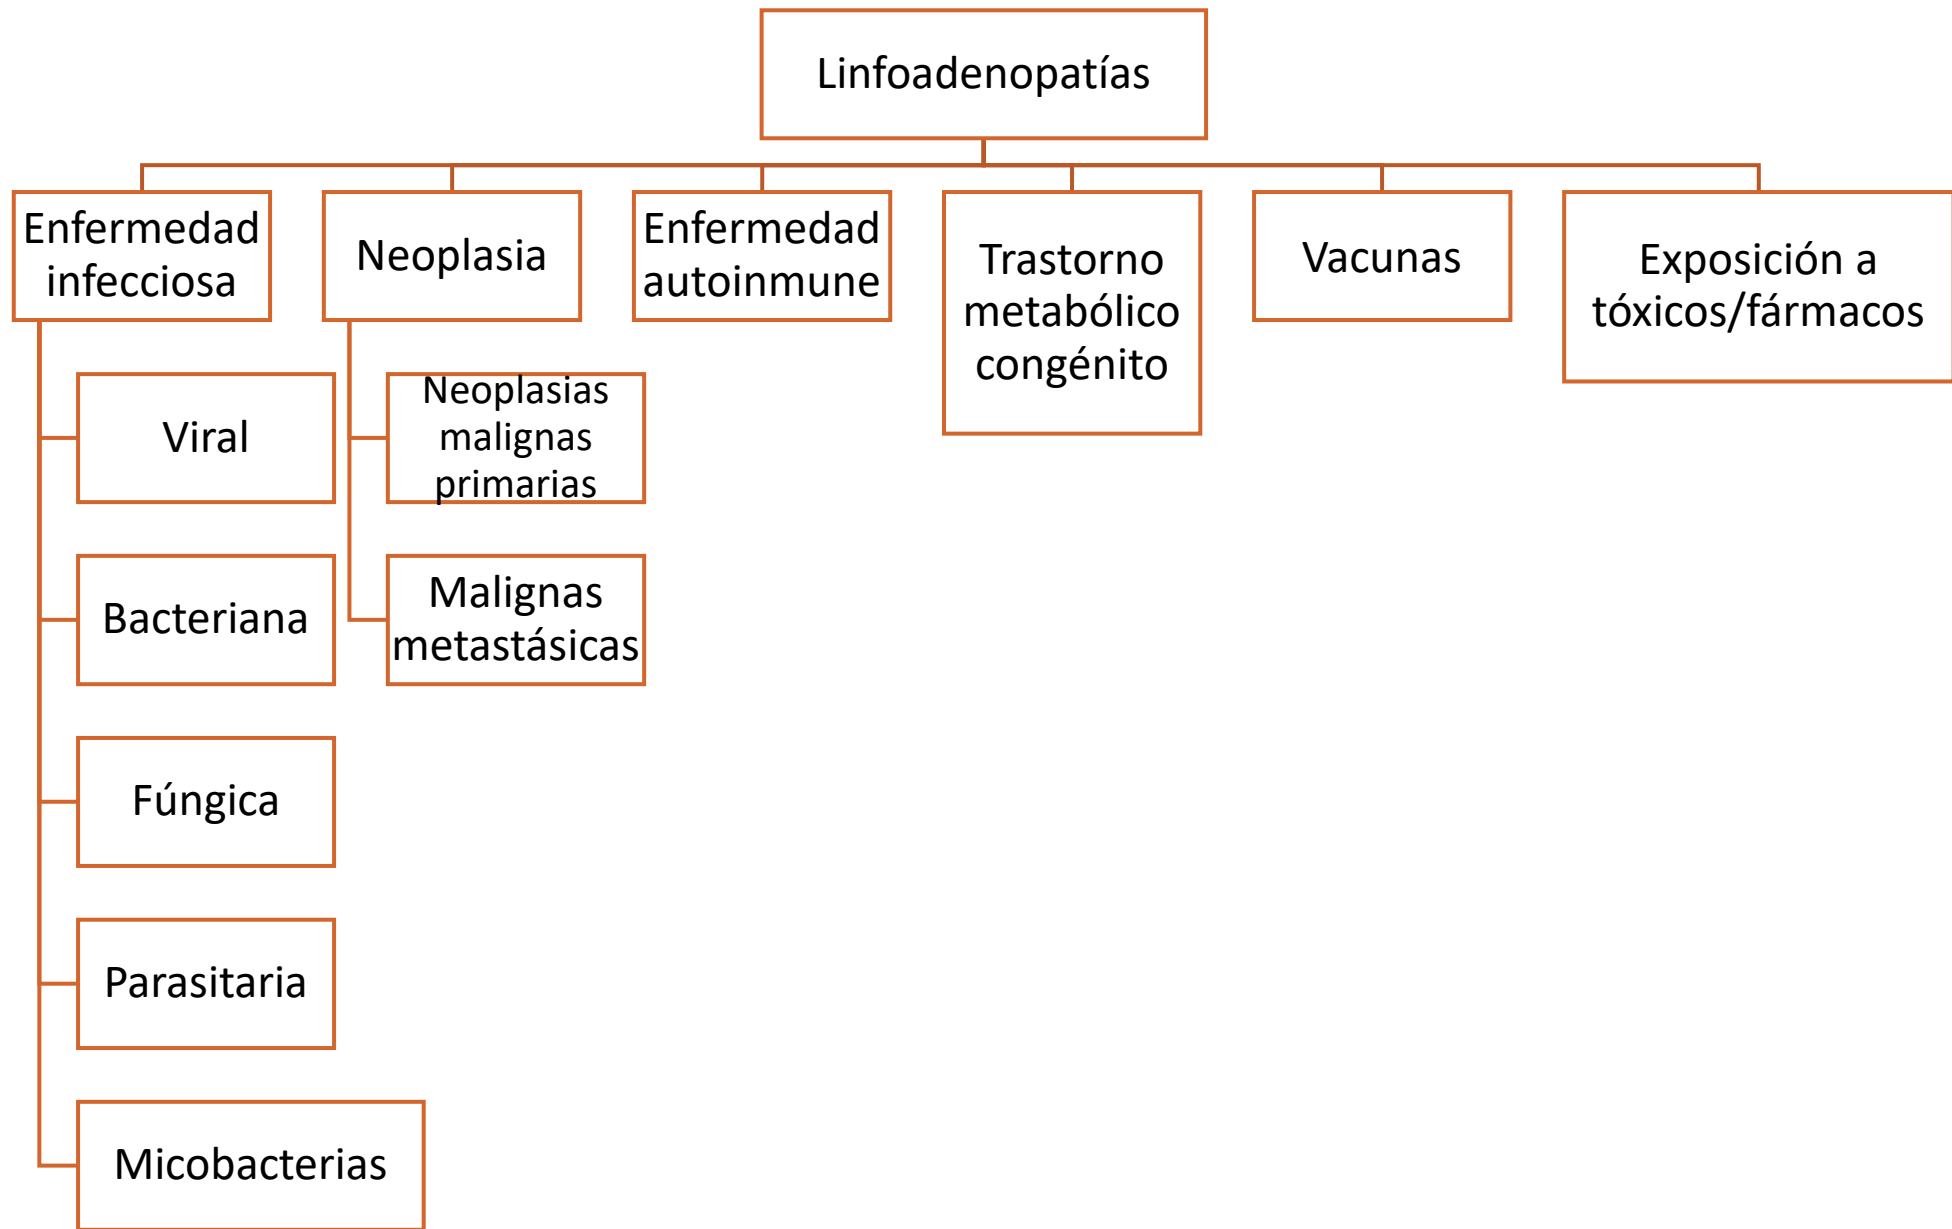 Linfoadenopatías
Enfermedad
infecciosa
Neoplasia
Enfermedad
autoinmune
Trastorno
metabólico
congénito
Vacunas
Exposición a
tóxicos/fármacos
Viral
Bacteriana
Fúngica
Parasitaria
Micobacterias
Neoplasias
malignas
primarias
Malignas
metastásicas